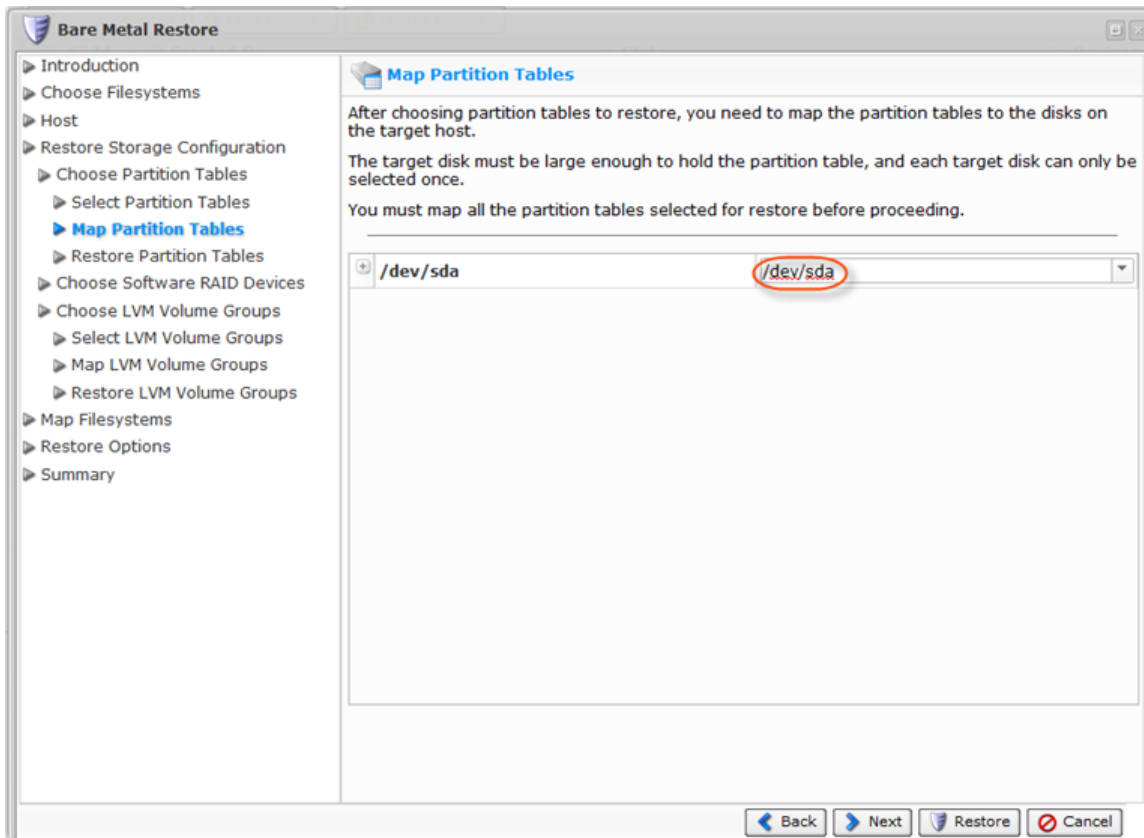 Bare Metal Restore
Introduction
Choose Filesystems
Host
Restore Storage Configuration
Choose Partition Tables
Select Partition Tables
Map Partition Tables
Restore Partition Tables
Choose Software RAID Devices
Choose LVM Volume Groups
Select LVM Volume Groups
Map LVM Volume Groups
Restore LVM Volume Groups
Map Filesystems
Restore Options
Summary
Map Partition Tables
After choosing partition tables to restore, you need to map the partition tables to the disks on
the target host.
The target disk must be large enough to hold the partition table, and each target disk can only be
selected once.
You must map all the partition tables selected for restore before proceeding.
/dev/sda /dev/sda
Back Next Restore Cancel